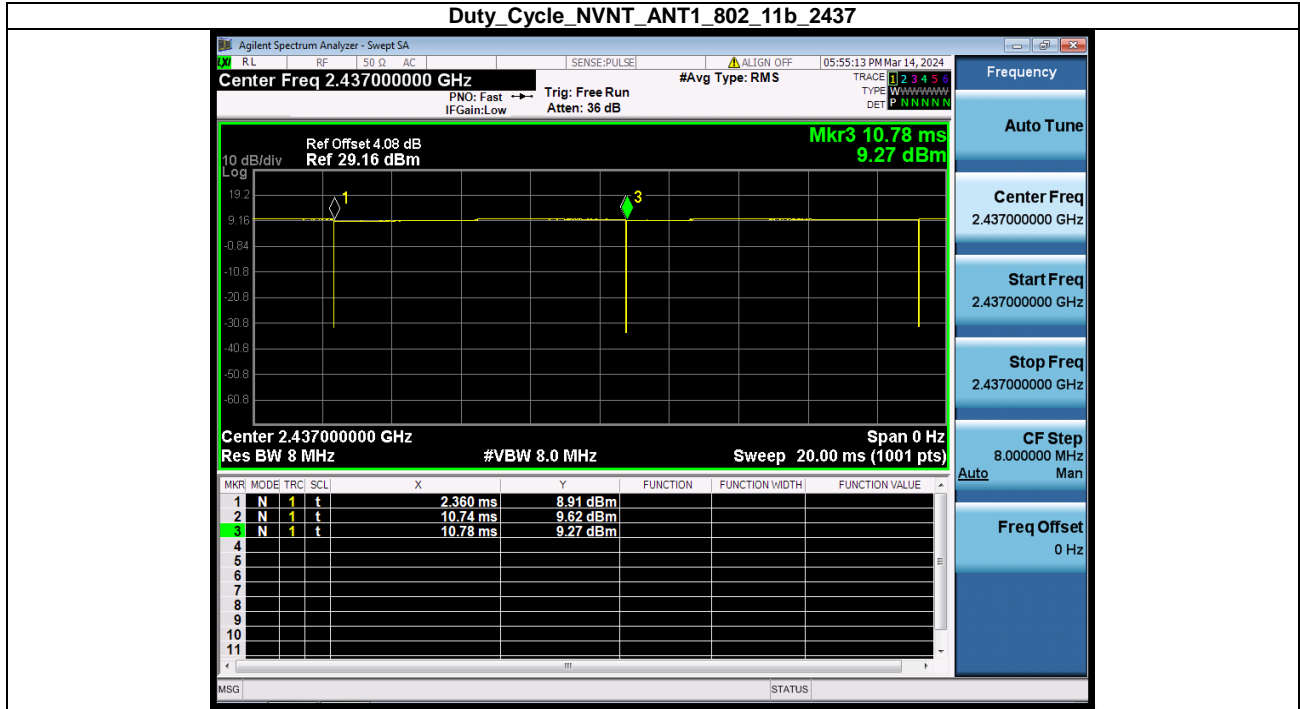 Duty_Cycle_NVNT_ANT1_802_11b_2437
Agilent Spectrum Analyzer - Swept SA
RL RF 50 Ω AC SENSE:PULSE ALIGN OFF 05:55:13 PM Mar 14, 2024
Center Freq 2.437000000 GHz #Avg Type: RMS TRACE 1 2 3 4 5 6
PNO: Fast Trig: Free Run TYPE WWWWWWW
IFGain:Low Atten: 36 dB DET P N N N N N
Mkr3 10.78 ms
9.27 dBm
Ref Offset 4.08 dB
10 dB/div Ref 29.16 dBm
Log
19.2
9.16
-0.84
-10.8
-20.8
-30.8
-40.8
-50.8
-60.8
1
3
Center 2.437000000 GHz Span 0 Hz
Res BW 8 MHz #VBW 8.0 MHz Sweep 20.00 ms (1001 pts)
MKR MODE TRC SCL X Y FUNCTION FUNCTION WIDTH FUNCTION VALUE
1 N 1 t 2.360 ms 8.91 dBm
2 N 1 t 10.74 ms 9.62 dBm
3 N 1 t 10.78 ms 9.27 dBm
4
5
6
7
8
9
10
11
MSG STATUS
Frequency
Auto Tune
Center Freq
2.437000000 GHz
Start Freq
2.437000000 GHz
Stop Freq
2.437000000 GHz
CF Step
8.000000 MHz
Auto Man
Freq Offset
0 Hz